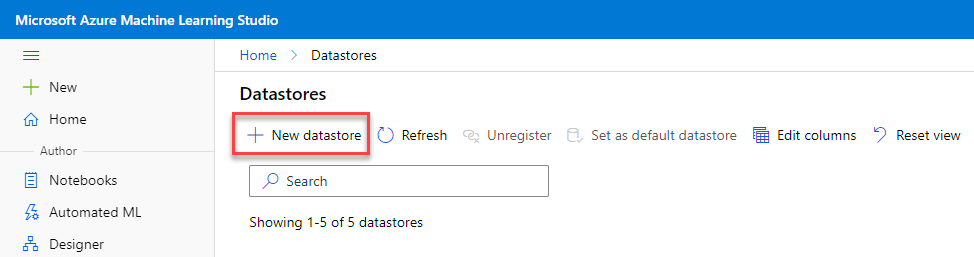 Microsoft Azure Machine Learning Studio
Home > Datastores
New
Home
Author
Notebooks
Automated ML
Designer
Datastores
New datastore Refresh Unregister Set as default datastore Edit columns Reset view
Search
Showing 1-5 of 5 datastores